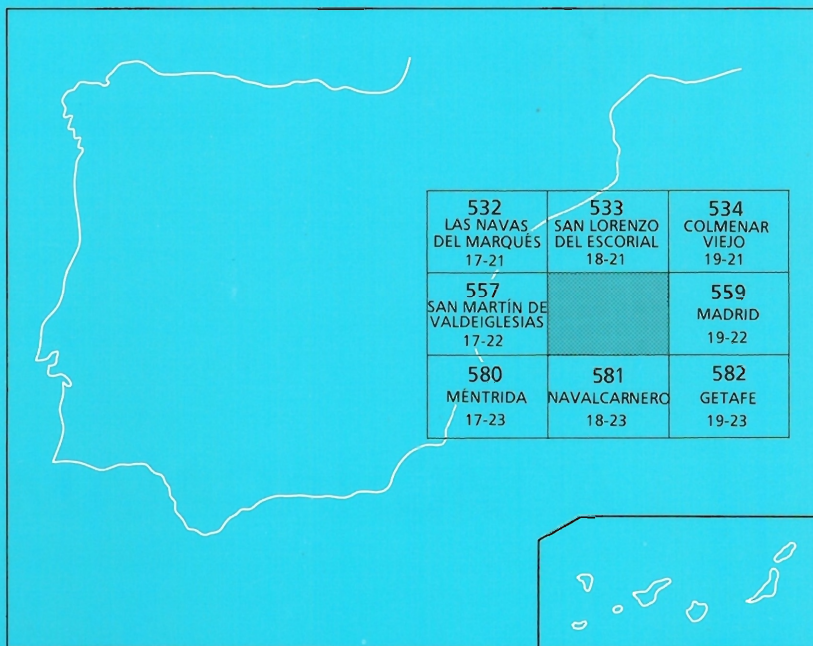 532
LAS NAVAS
DEL MARQUÉS
17-21
533
SAN LORENZO
DEL ESCORIAL
18-21
534
COLMENAR
VIEJO
19-21
557
SAN MARTÍN DE
VALDEIGLESIAS
17-22
559
MADRID
19-22
580
MÉNTRIDA
17-23
581
NAVALCARNERO
18-23
582
GETAFE
19-23